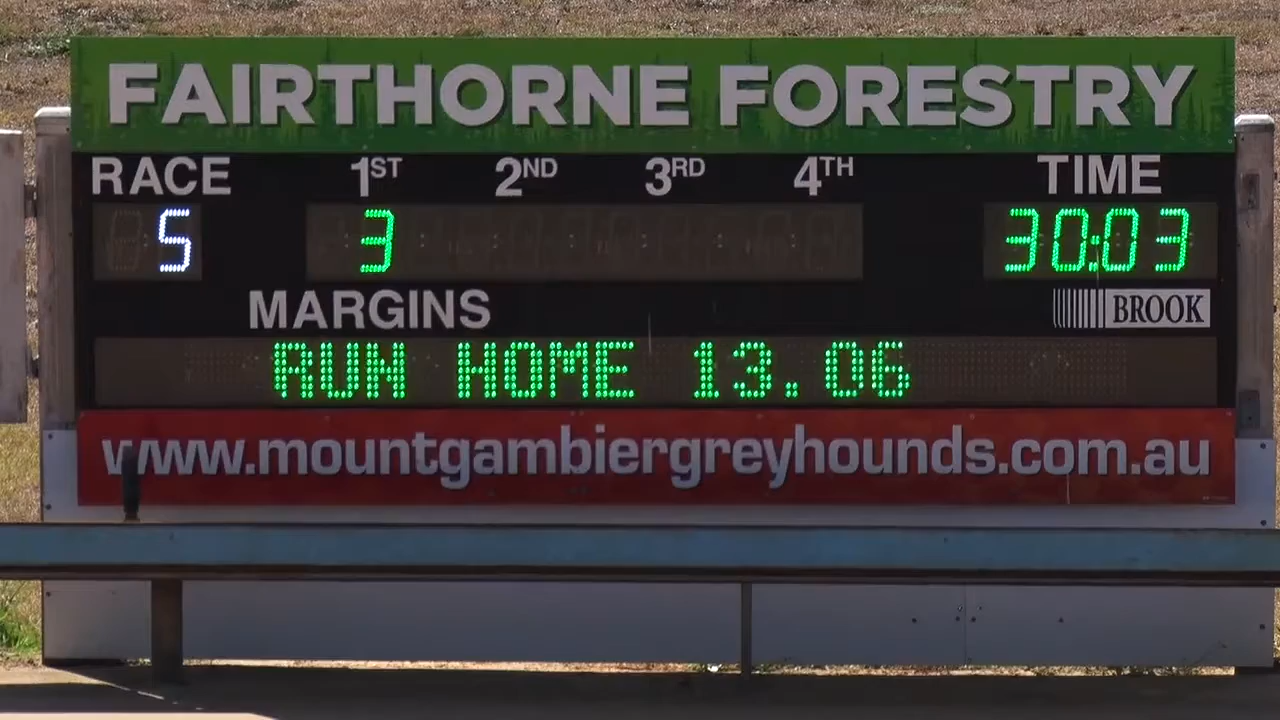 FAIRTHORNE FORESTRY
RACE 1ST 2ND 3RD 4TH TIME
5 3 30:03
MARGINS BROOK
RUN HOME 13.06
www.mountgambiergreyhounds.com.au